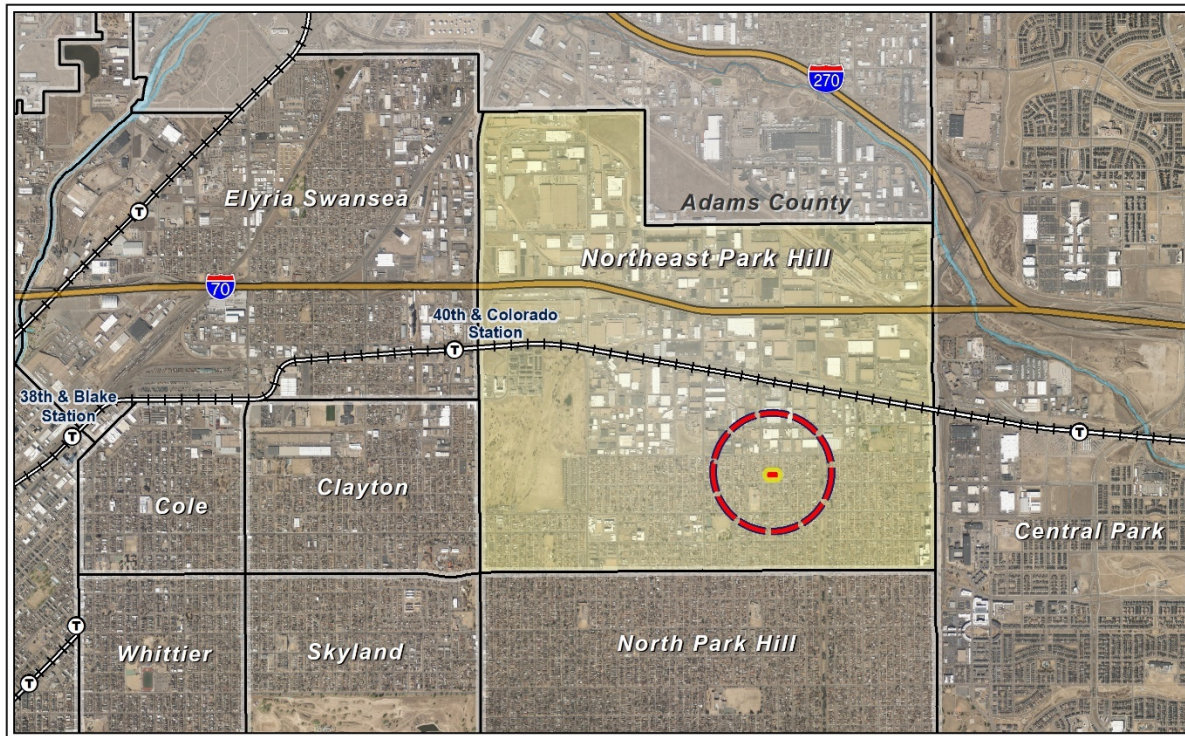 270
Elyria Swansea
Adams County
T
Northeast Park Hill
70
40th & Colorado
Station
T
38th & Blake
Station
T
T
Clayton
Cole
Central Park
T
Whittier
Skyland
North Park Hill
T